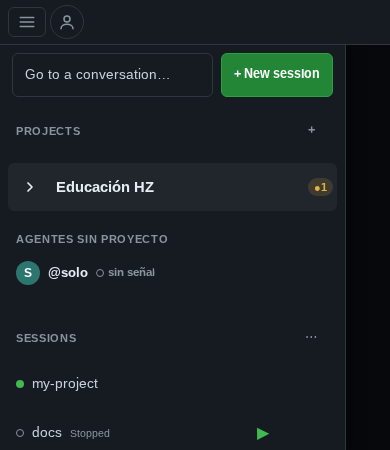 Go to a conversation…
+ New session
PROJECTS
+
Educación HZ
1
AGENTES SIN PROYECTO
S @solo sin señal
SESSIONS
···
my-project
docs Stopped